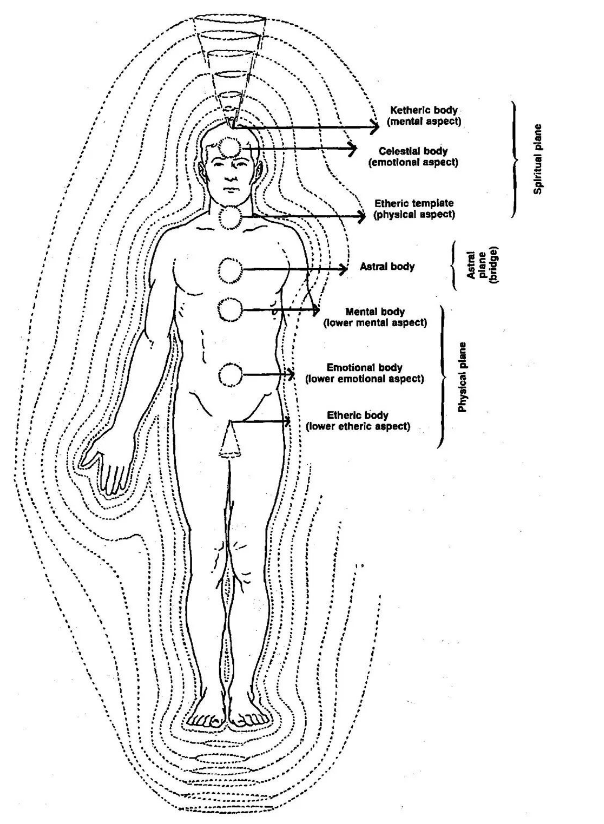 Ketheric body
(mental aspect)
Celestial body
(emotional aspect)
Etheric template
(physical aspect)
Spiritual plane
Astral body
Astral
plane
(bridge)
Mental body
(lower mental aspect)
Emotional body
(lower emotional aspect)
Etheric body
(lower etheric aspect)
Physical plane